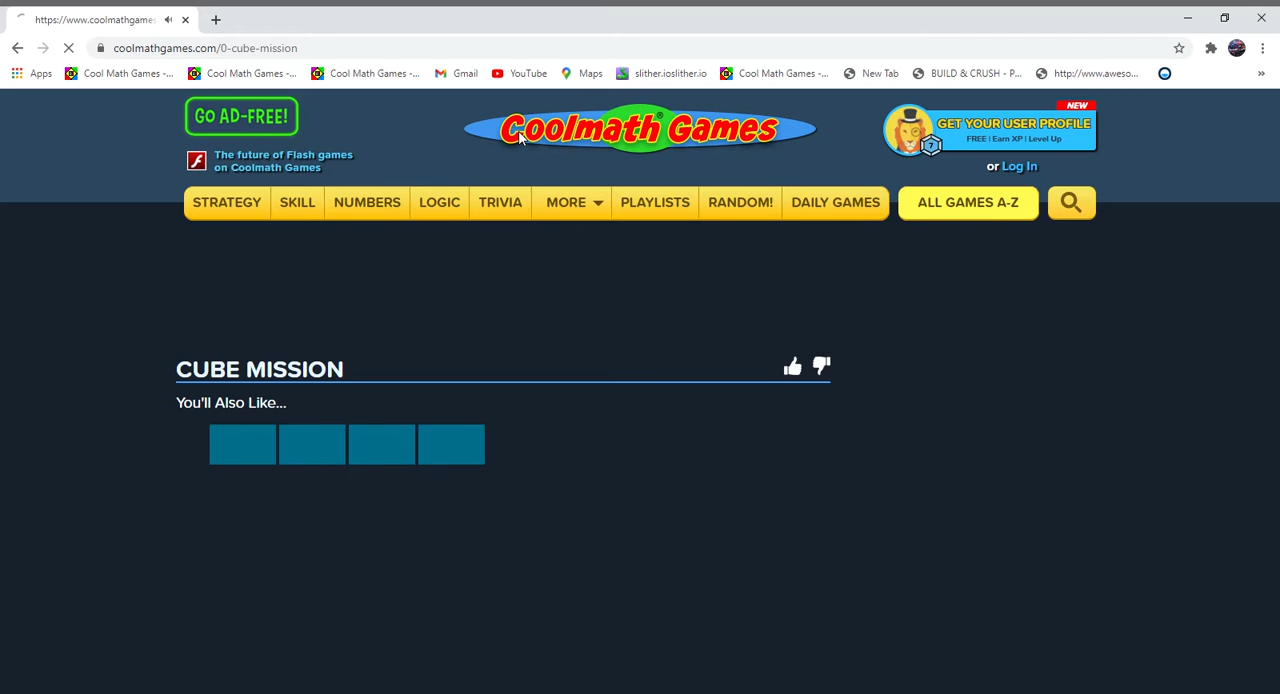 https://www.coolmathgames
coolmathgames.com/0-cube-mission
Apps Cool Math Games -... Cool Math Games -... Cool Math Games -... Gmail YouTube Maps slither.ioslither.io Cool Math Games -... New Tab BUILD & CRUSH - P... http://www.aweso... »
GO AD-FREE!
The future of Flash games
on Coolmath Games
Coolmath Games
NEW
GET YOUR USER PROFILE
FREE | Earn XP | Level Up
7
or Log In
STRATEGY SKILL NUMBERS LOGIC TRIVIA MORE PLAYLISTS RANDOM! DAILY GAMES ALL GAMES A-Z
CUBE MISSION
You'll Also Like...